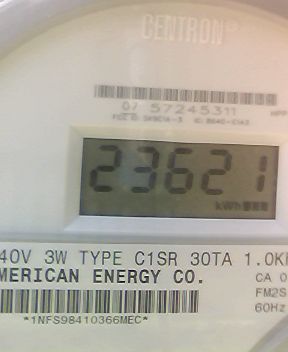 CENTRON®
07 57245311
23621
kWh
40V 3W TYPE C1SR 30TA 1.0K
MERICAN ENERGY CO.
CA 0
FM2S
60Hz
*1NFS98410366MEC*